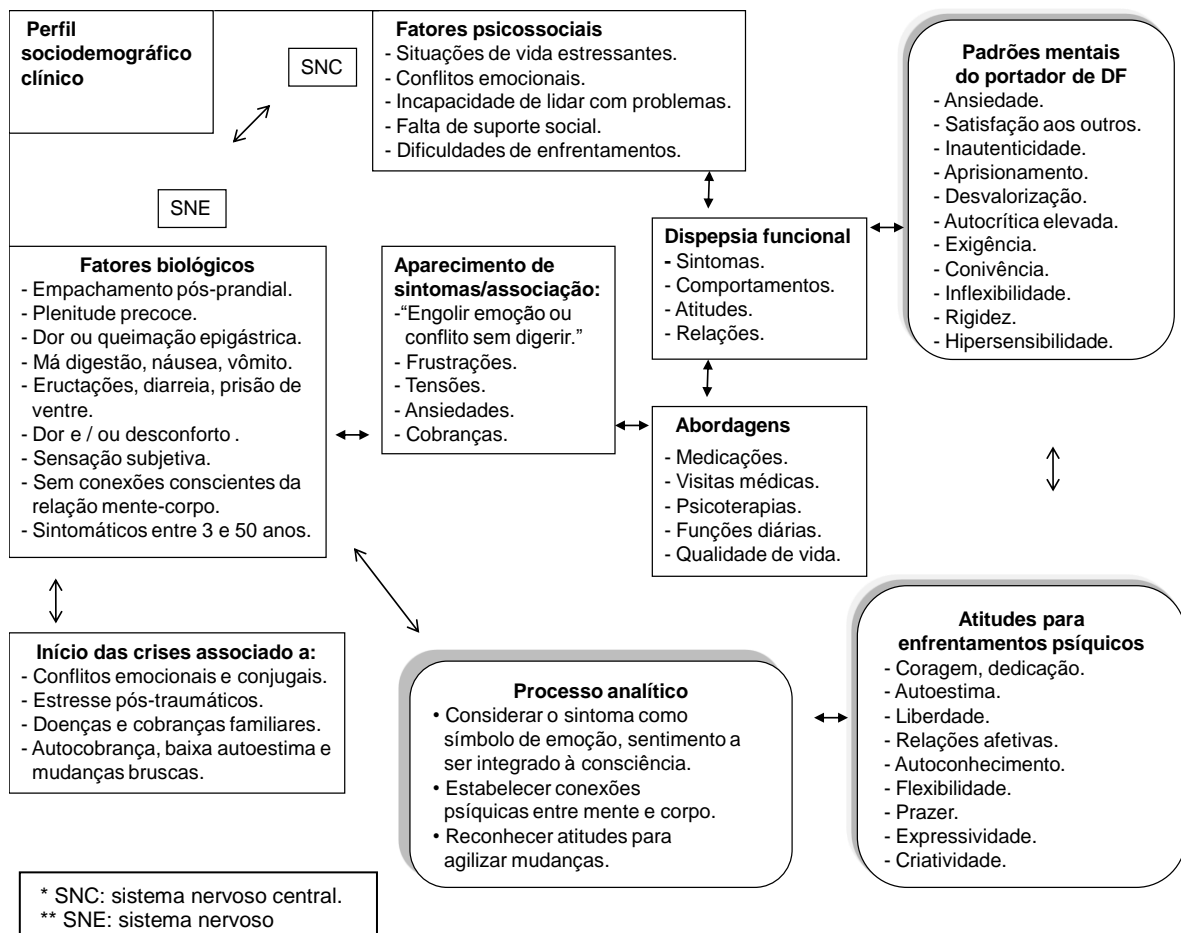 Perfil
sociodemográfico
clínico
SNC
SNE
Fatores psicossociais
- Situações de vida estressantes.
- Conflitos emocionais.
- Incapacidade de lidar com problemas.
- Falta de suporte social.
- Dificuldades de enfrentamentos.
Padrões mentais
do portador de DF
- Ansiedade.
- Satisfação aos outros.
- Inautenticidade.
- Aprisionamento.
- Desvalorização.
- Autocrítica elevada.
- Exigência.
- Conivência.
- Inflexibilidade.
- Rigidez.
- Hipersensibilidade.
Fatores biológicos
- Empachamento pós-prandial.
- Plenitude precoce.
- Dor ou queimação epigástrica.
- Má digestão, náusea, vômito.
- Eructações, diarreia, prisão de
ventre.
- Dor e / ou desconforto .
- Sensação subjetiva.
- Sem conexões conscientes da
relação mente-corpo.
- Sintomáticos entre 3 e 50 anos.
Aparecimento de
sintomas/associação:
-“Engolir emoção ou
conflito sem digerir.”
- Frustrações.
- Tensões.
- Ansiedades.
- Cobranças.
Dispepsia funcional
- Sintomas.
- Comportamentos.
- Atitudes.
- Relações.
Abordagens
- Medicações.
- Visitas médicas.
- Psicoterapias.
- Funções diárias.
- Qualidade de vida.
Início das crises associado a:
- Conflitos emocionais e conjugais.
- Estresse pós-traumáticos.
- Doenças e cobranças familiares.
- Autocobrança, baixa autoestima e
mudanças bruscas.
Processo analítico
• Considerar o sintoma como
símbolo de emoção, sentimento a
ser integrado à consciência.
• Estabelecer conexões
psíquicas entre mente e corpo.
• Reconhecer atitudes para
agilizar mudanças.
Atitudes para
enfrentamentos psíquicos
- Coragem, dedicação.
- Autoestima.
- Liberdade.
- Relações afetivas.
- Autoconhecimento.
- Flexibilidade.
- Prazer.
- Expressividade.
- Criatividade.
* SNC: sistema nervoso central.
** SNE: sistema nervoso